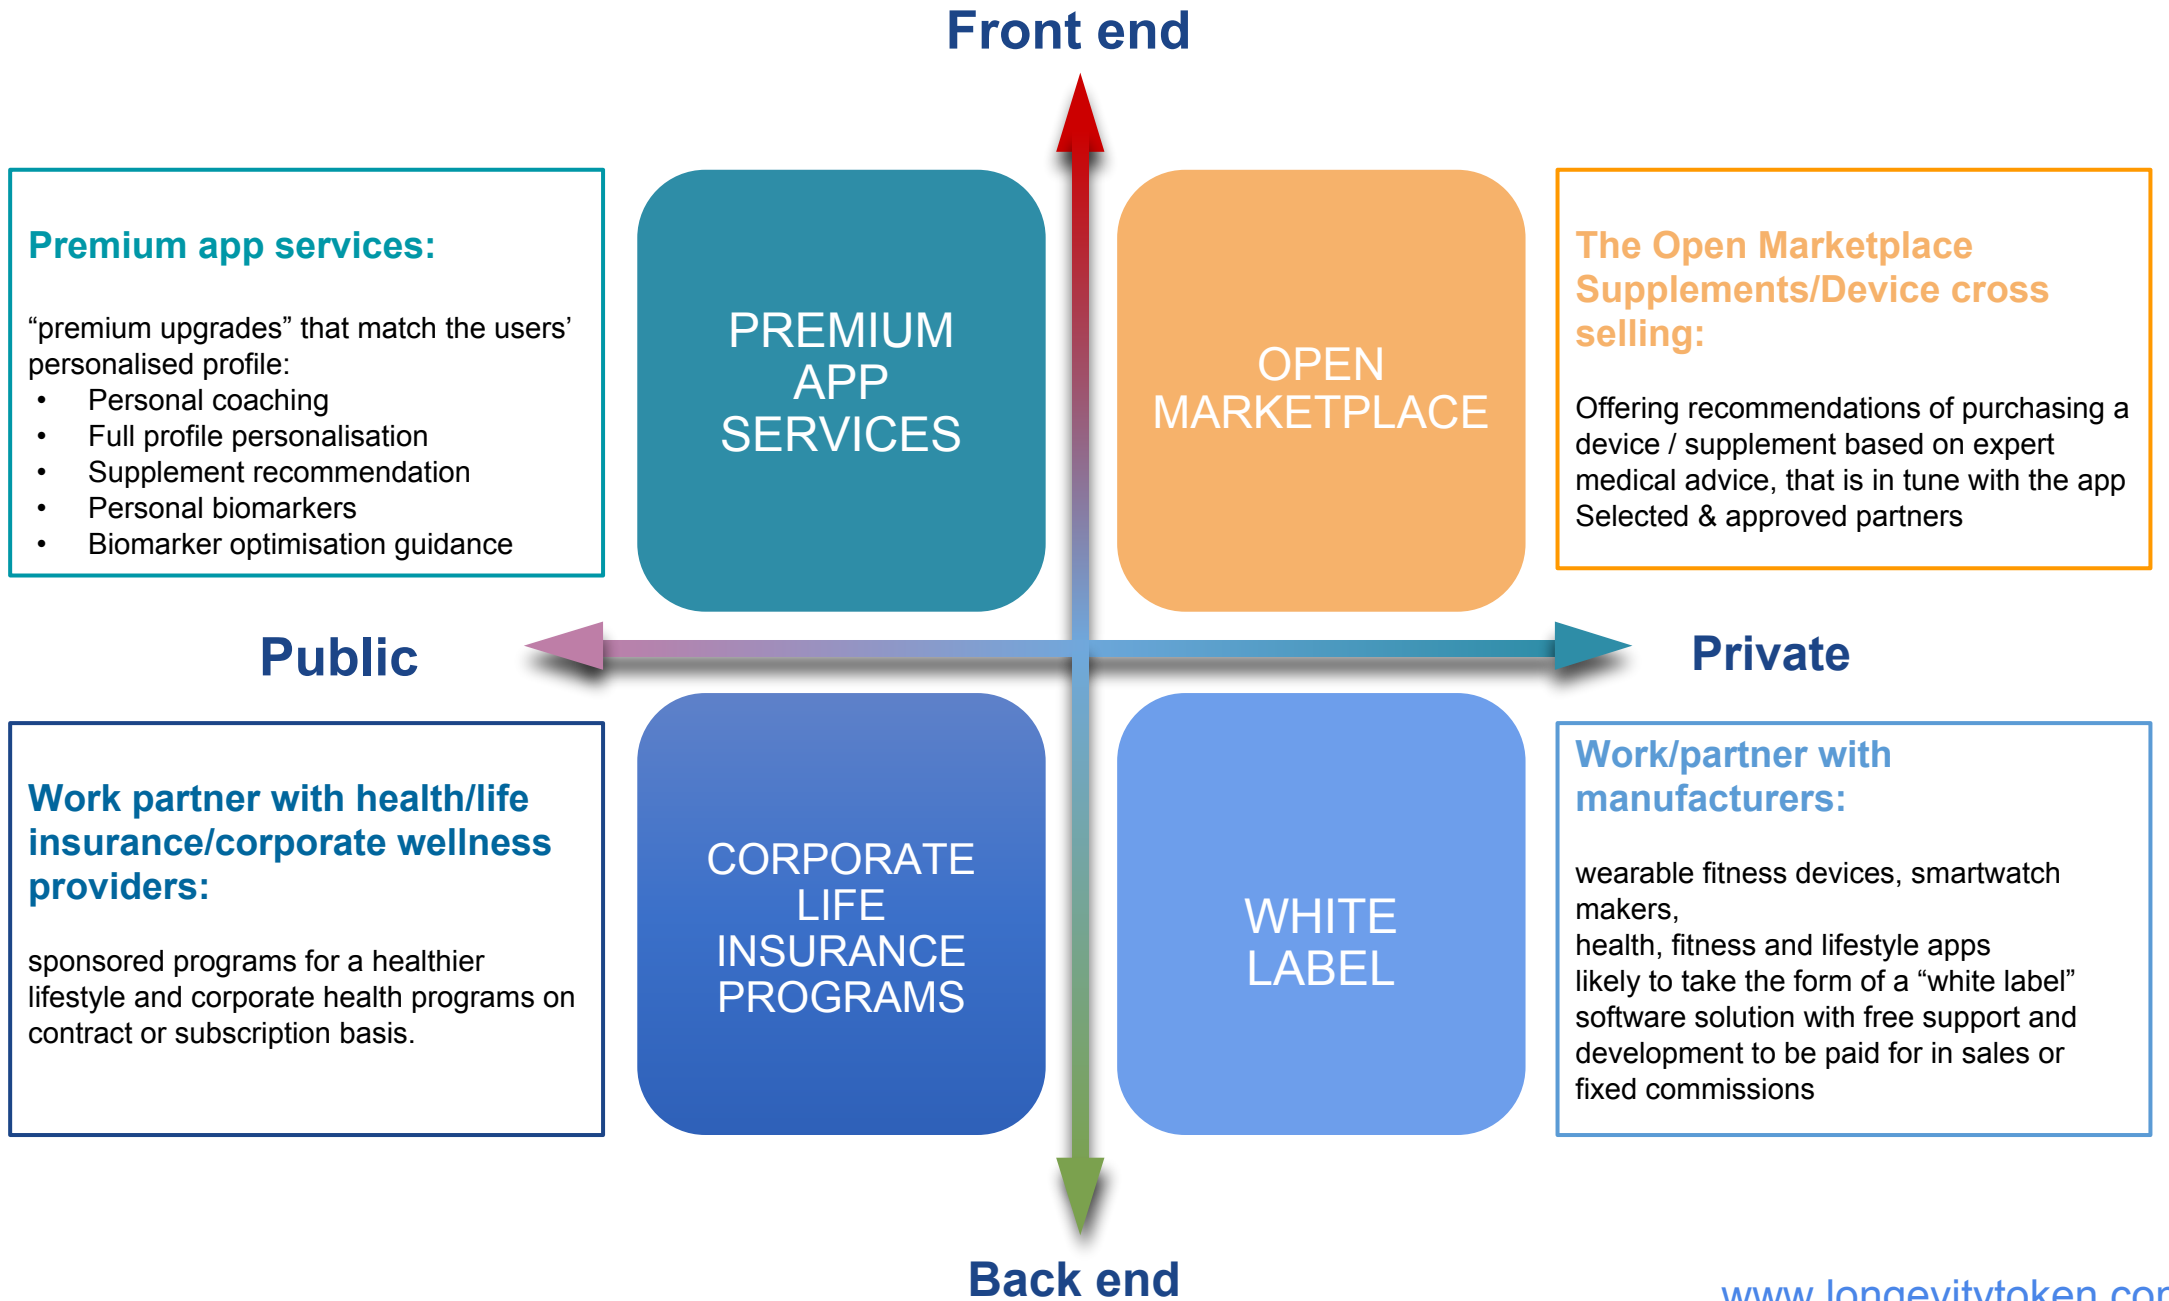 Front end
Premium app services:
“premium upgrades” that match the users’
personalised profile:
• Personal coaching
• Full profile personalisation
• Supplement recommendation
• Personal biomarkers
• Biomarker optimisation guidance
PREMIUM
APP
SERVICES
OPEN
MARKETPLACE
The Open Marketplace
Supplements/Device cross
selling:
Offering recommendations of purchasing a
device / supplement based on expert
medical advice, that is in tune with the app
Selected & approved partners
Public
Private
Work partner with health/life
insurance/corporate wellness
providers:
sponsored programs for a healthier
lifestyle and corporate health programs on
contract or subscription basis.
CORPORATE
LIFE
INSURANCE
PROGRAMS
WHITE
LABEL
Work/partner with
manufacturers:
wearable fitness devices, smartwatch
makers,
health, fitness and lifestyle apps
likely to take the form of a “white label”
software solution with free support and
development to be paid for in sales or
fixed commissions
Back end
www.longevitytoken.com